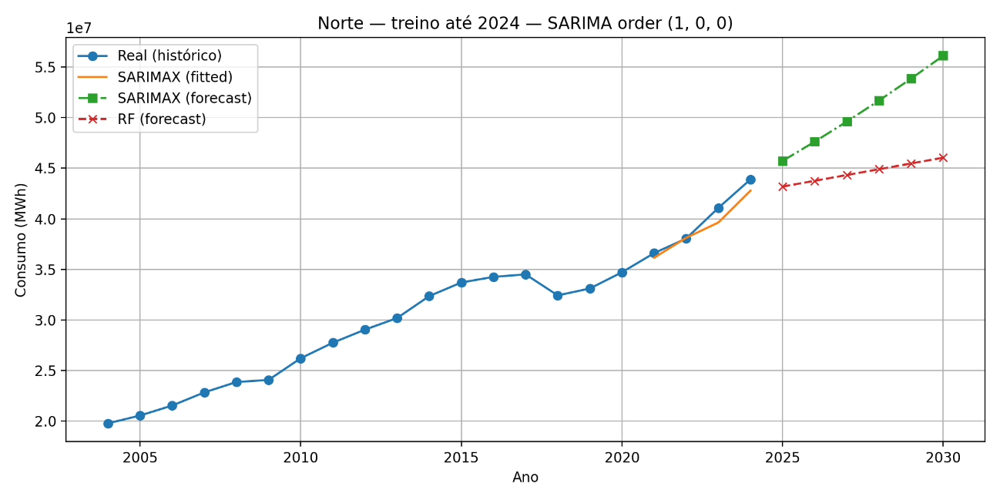 Norte — treino até 2024 — SARIMA order (1, 0, 0)
1e7
Real (histórico)
SARIMAX (fitted)
SARIMAX (forecast)
RF (forecast)
5.5
5.0
4.5
4.0
3.5
3.0
2.5
2.0
Consumo (MWh)
2005 2010 2015 2020 2025 2030
Ano